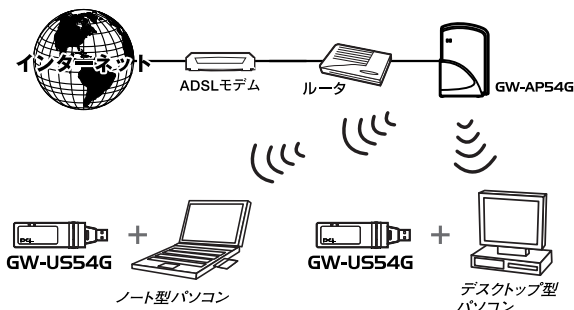 インターネット
ADSLモデム
ルータ
GW-AP54G
GW-US54G
ノート型パソコン
GW-US54G
デスクトップ型
パソコン